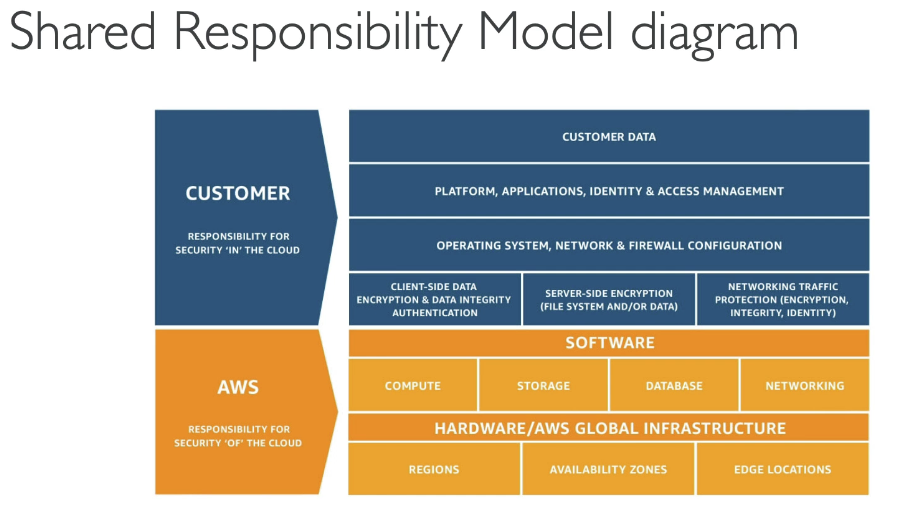 Shared Responsibility Model diagram
CUSTOMER
RESPONSIBILITY FOR
SECURITY ‘IN’ THE CLOUD
CUSTOMER DATA
PLATFORM, APPLICATIONS, IDENTITY & ACCESS MANAGEMENT
OPERATING SYSTEM, NETWORK & FIREWALL CONFIGURATION
CLIENT-SIDE DATA
ENCRYPTION & DATA INTEGRITY
AUTHENTICATION
SERVER-SIDE ENCRYPTION
(FILE SYSTEM AND/OR DATA)
NETWORKING TRAFFIC
PROTECTION (ENCRYPTION,
INTEGRITY, IDENTITY)
AWS
RESPONSIBILITY FOR
SECURITY ‘OF’ THE CLOUD
SOFTWARE
COMPUTE
STORAGE
DATABASE
NETWORKING
HARDWARE/AWS GLOBAL INFRASTRUCTURE
REGIONS
AVAILABILITY ZONES
EDGE LOCATIONS